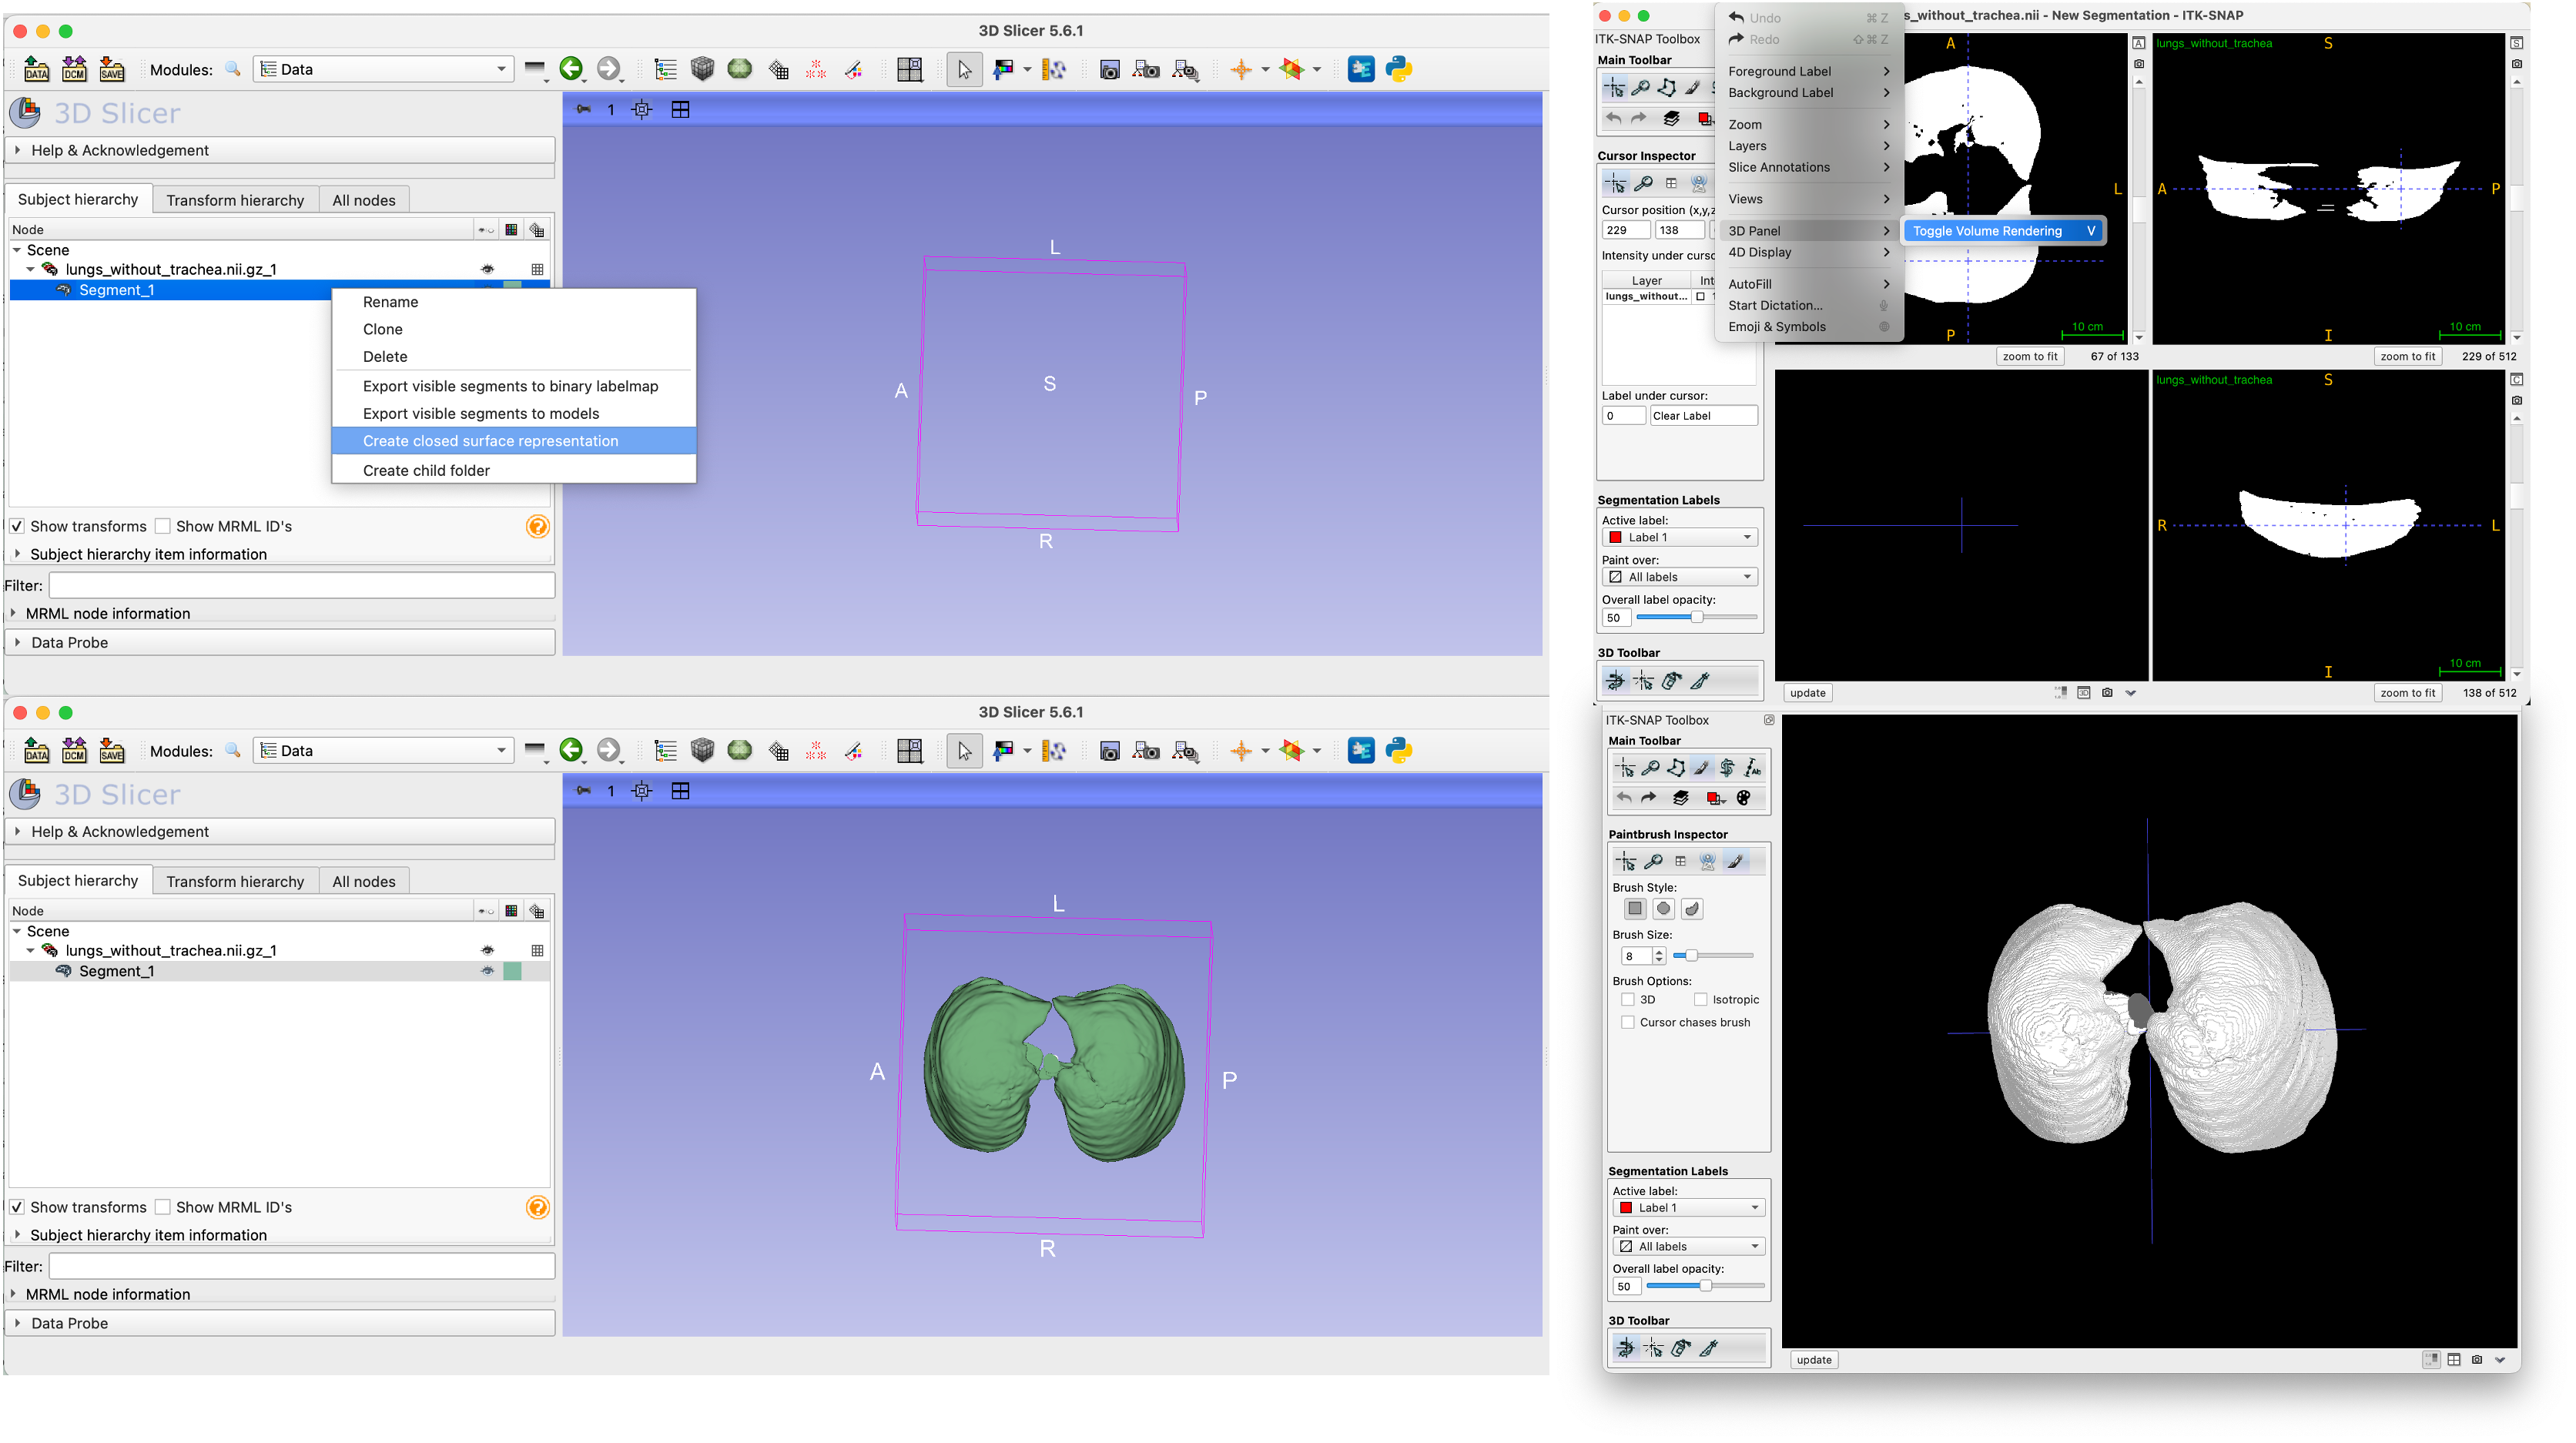 3D Slicer 5.6.1
DATA DCM SAVE Modules: Data
3D Slicer
Help & Acknowledgement
Subject hierarchy Transform hierarchy All nodes
Node
Scene
lungs_without_trachea.nii.gz_1
Segment_1
Rename
Clone
Delete
Export visible segments to binary labelmap
Export visible segments to models
Create closed surface representation
Create child folder
Show transforms Show MRML ID's
Subject hierarchy item information
Filter:
MRML node information
Data Probe
1
L
A S P
R
s_without_trachea.nii - New Segmentation - ITK-SNAP
ITK-SNAP Toolbox
Main Toolbar
Cursor Inspector
Cursor position (x,y,z
229 138
Intensity under curso
Layer Int
lungs_without...
Label under cursor:
0 Clear Label
Segmentation Labels
Active label:
Label 1
Paint over:
All labels
Overall label opacity:
50
3D Toolbar
Undo ⌘ Z
Redo ⇧ ⌘ Z
Foreground Label
Background Label
Zoom
Layers
Slice Annotations
Views
3D Panel
Toggle Volume Rendering V
4D Display
AutoFill
Start Dictation...
Emoji & Symbols
A
L
P
10 cm
A
zoom to fit 67 of 133
lungs_without_trachea
S
A P
I
10 cm
S
zoom to fit 229 of 512
update
lungs_without_trachea
S
R L
I
10 cm
C
zoom to fit 138 of 512
3D Slicer 5.6.1
DATA DCM SAVE Modules: Data
3D Slicer
Help & Acknowledgement
Subject hierarchy Transform hierarchy All nodes
Node
Scene
lungs_without_trachea.nii.gz_1
Segment_1
Show transforms Show MRML ID's
Subject hierarchy item information
Filter:
MRML node information
Data Probe
1
L
A P
R
ITK-SNAP Toolbox
Main Toolbar
Paintbrush Inspector
Brush Style:
Brush Size:
8
Brush Options:
3D Isotropic
Cursor chases brush
Segmentation Labels
Active label:
Label 1
Paint over:
All labels
Overall label opacity:
50
3D Toolbar
update